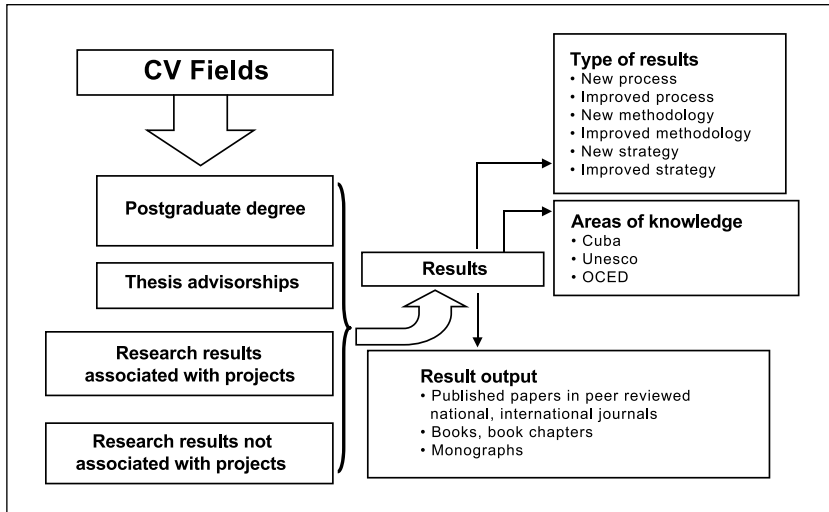 CV Fields
Postgraduate degree
Thesis advisorships
Research results
associated with projects
Research results not
associated with projects
Results
Type of results
• New process
• Improved process
• New methodology
• Improved methodology
• New strategy
• Improved strategy
Areas of knowledge
• Cuba
• Unesco
• OCED
Result output
• Published papers in peer reviewed
national, international journals
• Books, book chapters
• Monographs